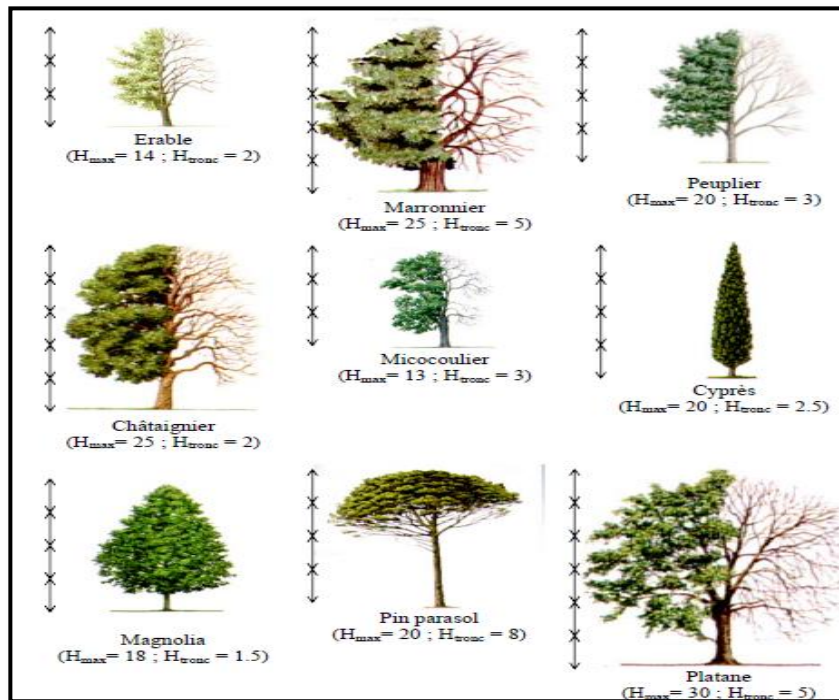 Erable
(Hmax= 14 ; Htronc = 2)
Marronnier
(Hmax= 25 ; Htronc = 5)
Peuplier
(Hmax= 20 ; Htronc = 3)
Châtaignier
(Hmax= 25 ; Htronc = 2)
Micocoulier
(Hmax= 13 ; Htronc = 3)
Cyprès
(Hmax= 20 ; Htronc = 2.5)
Magnolia
(Hmax= 18 ; Htronc = 1.5)
Pin parasol
(Hmax= 20 ; Htronc = 8)
Platane
(Hmax= 30 ; Htronc = 5)